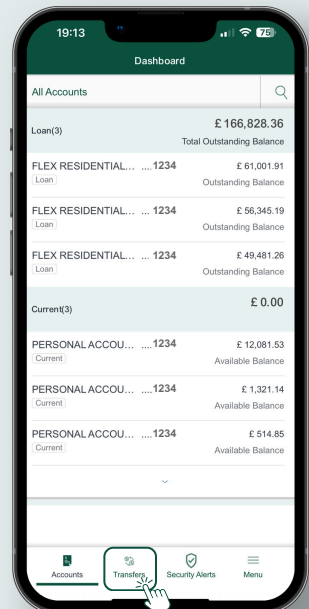 19:13
75
Dashboard
All Accounts
Loan(3) £ 166,828.36
Total Outstanding Balance
FLEX RESIDENTIAL... ....1234 £ 61,001.91
Loan Outstanding Balance
FLEX RESIDENTIAL... ... 1234 £ 56,345.19
Loan Outstanding Balance
FLEX RESIDENTIAL... ... 1234 £ 49,481.26
Loan Outstanding Balance
Current(3) £ 0.00
PERSONAL ACCOU... ....1234 £ 12,081.53
Current Available Balance
PERSONAL ACCOU... ....1234 £ 1,321.14
Current Available Balance
PERSONAL ACCOU... ....1234 £ 514.85
Current Available Balance
Accounts Transfers Security Alerts Menu